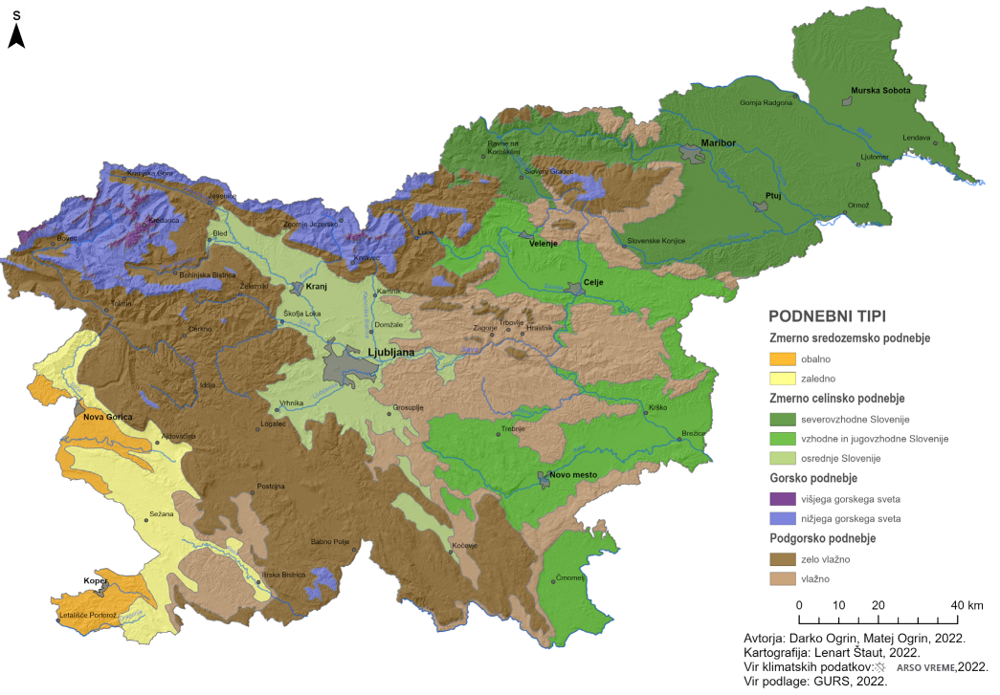 S
Murska Sobota
Gornja Radgona
Lendava
Maribor
Ljutomer
Ravne na
Koroškem
Slovenj Gradec
Kranjska Gora
Ptuj
Jesenice
Ormož
Kredarica
Zgornje Jezersko
Luče
Bovec
Bled
Velenje
Slovenske Konjice
Krvavec
Bohinjska Bistrica
Celje
Železniki
Kranj
Kamnik
Tolmin
Škofja Loka
Trbovlje
Domžale
Zagorje
Hrastnik
Cerkno
Ljubljana
Sava
Idrija
Ljubljanica
Vrhnika
Grosuplje
Krško
Nova Gorica
Logatec
Trebnje
Ajdovščina
Brežice
Novo mesto
Postojna
Sežana
Babno Polje
Kočevje
Koper
Ilirska Bistrica
Črnomelj
Letališče Portorož
Dragonja
PODNEBNI TIPI
Zmerno sredozemsko podnebje
obalno
zaledno
Zmerno celinsko podnebje
severovzhodne Slovenije
vzhodne in jugovzhodne Slovenije
osrednje Slovenije
Gorsko podnebje
višjega gorskega sveta
nižjega gorskega sveta
Podgorsko podnebje
zelo vlažno
vlažno
0 10 20 40 km
Avtorja: Darko Ogrin, Matej Ogrin, 2022.
Kartografija: Lenart Štaut, 2022.
Vir klimatskih podatkov: ARSO VREME,2022.
Vir podlage: GURS, 2022.